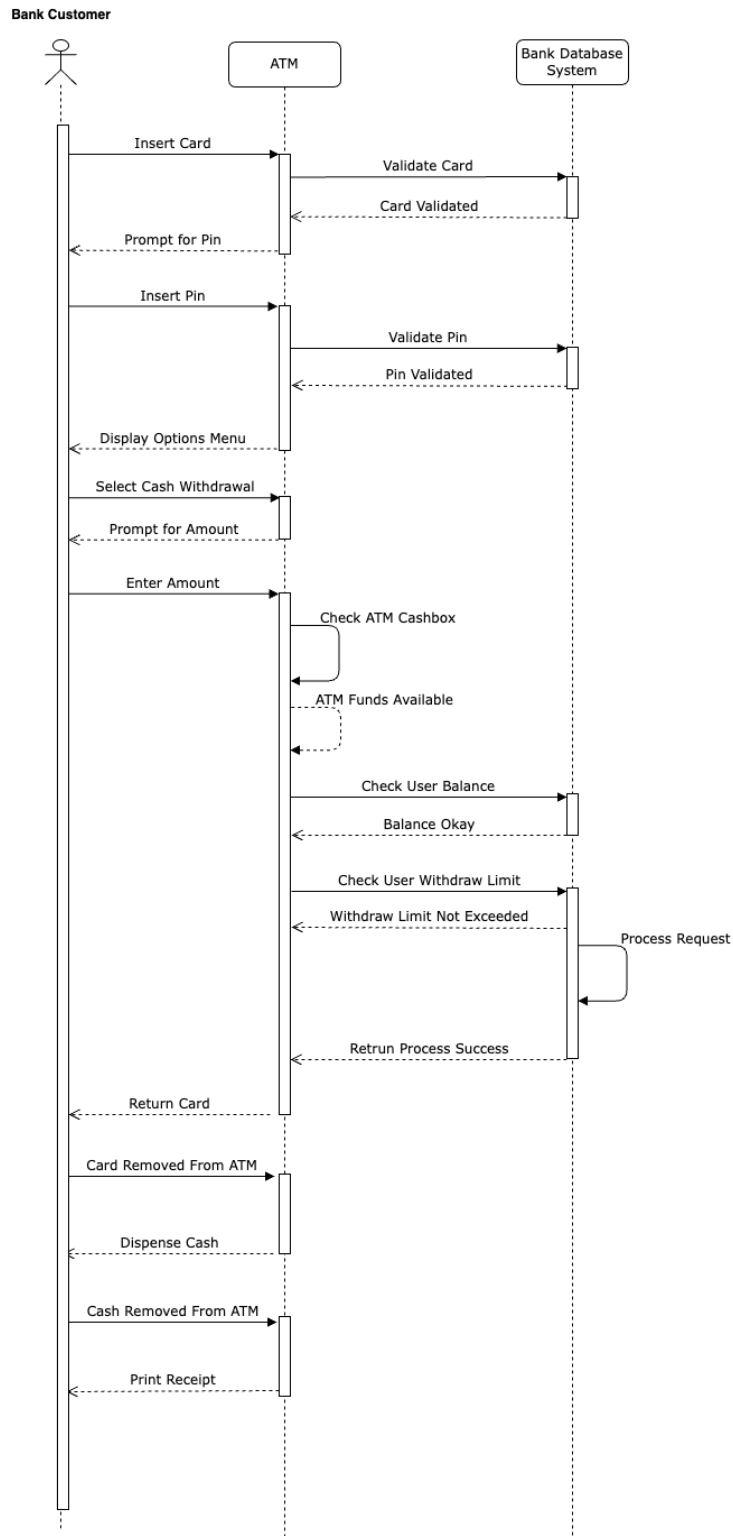 Bank Customer
ATM
Bank Database
System
Insert Card
Validate Card
Card Validated
Prompt for Pin
Insert Pin
Validate Pin
Pin Validated
Display Options Menu
Select Cash Withdrawal
Prompt for Amount
Enter Amount
Check ATM Cashbox
ATM Funds Available
Check User Balance
Balance Okay
Check User Withdraw Limit
Withdraw Limit Not Exceeded
Process Request
Retrun Process Success
Return Card
Card Removed From ATM
Dispense Cash
Cash Removed From ATM
Print Receipt